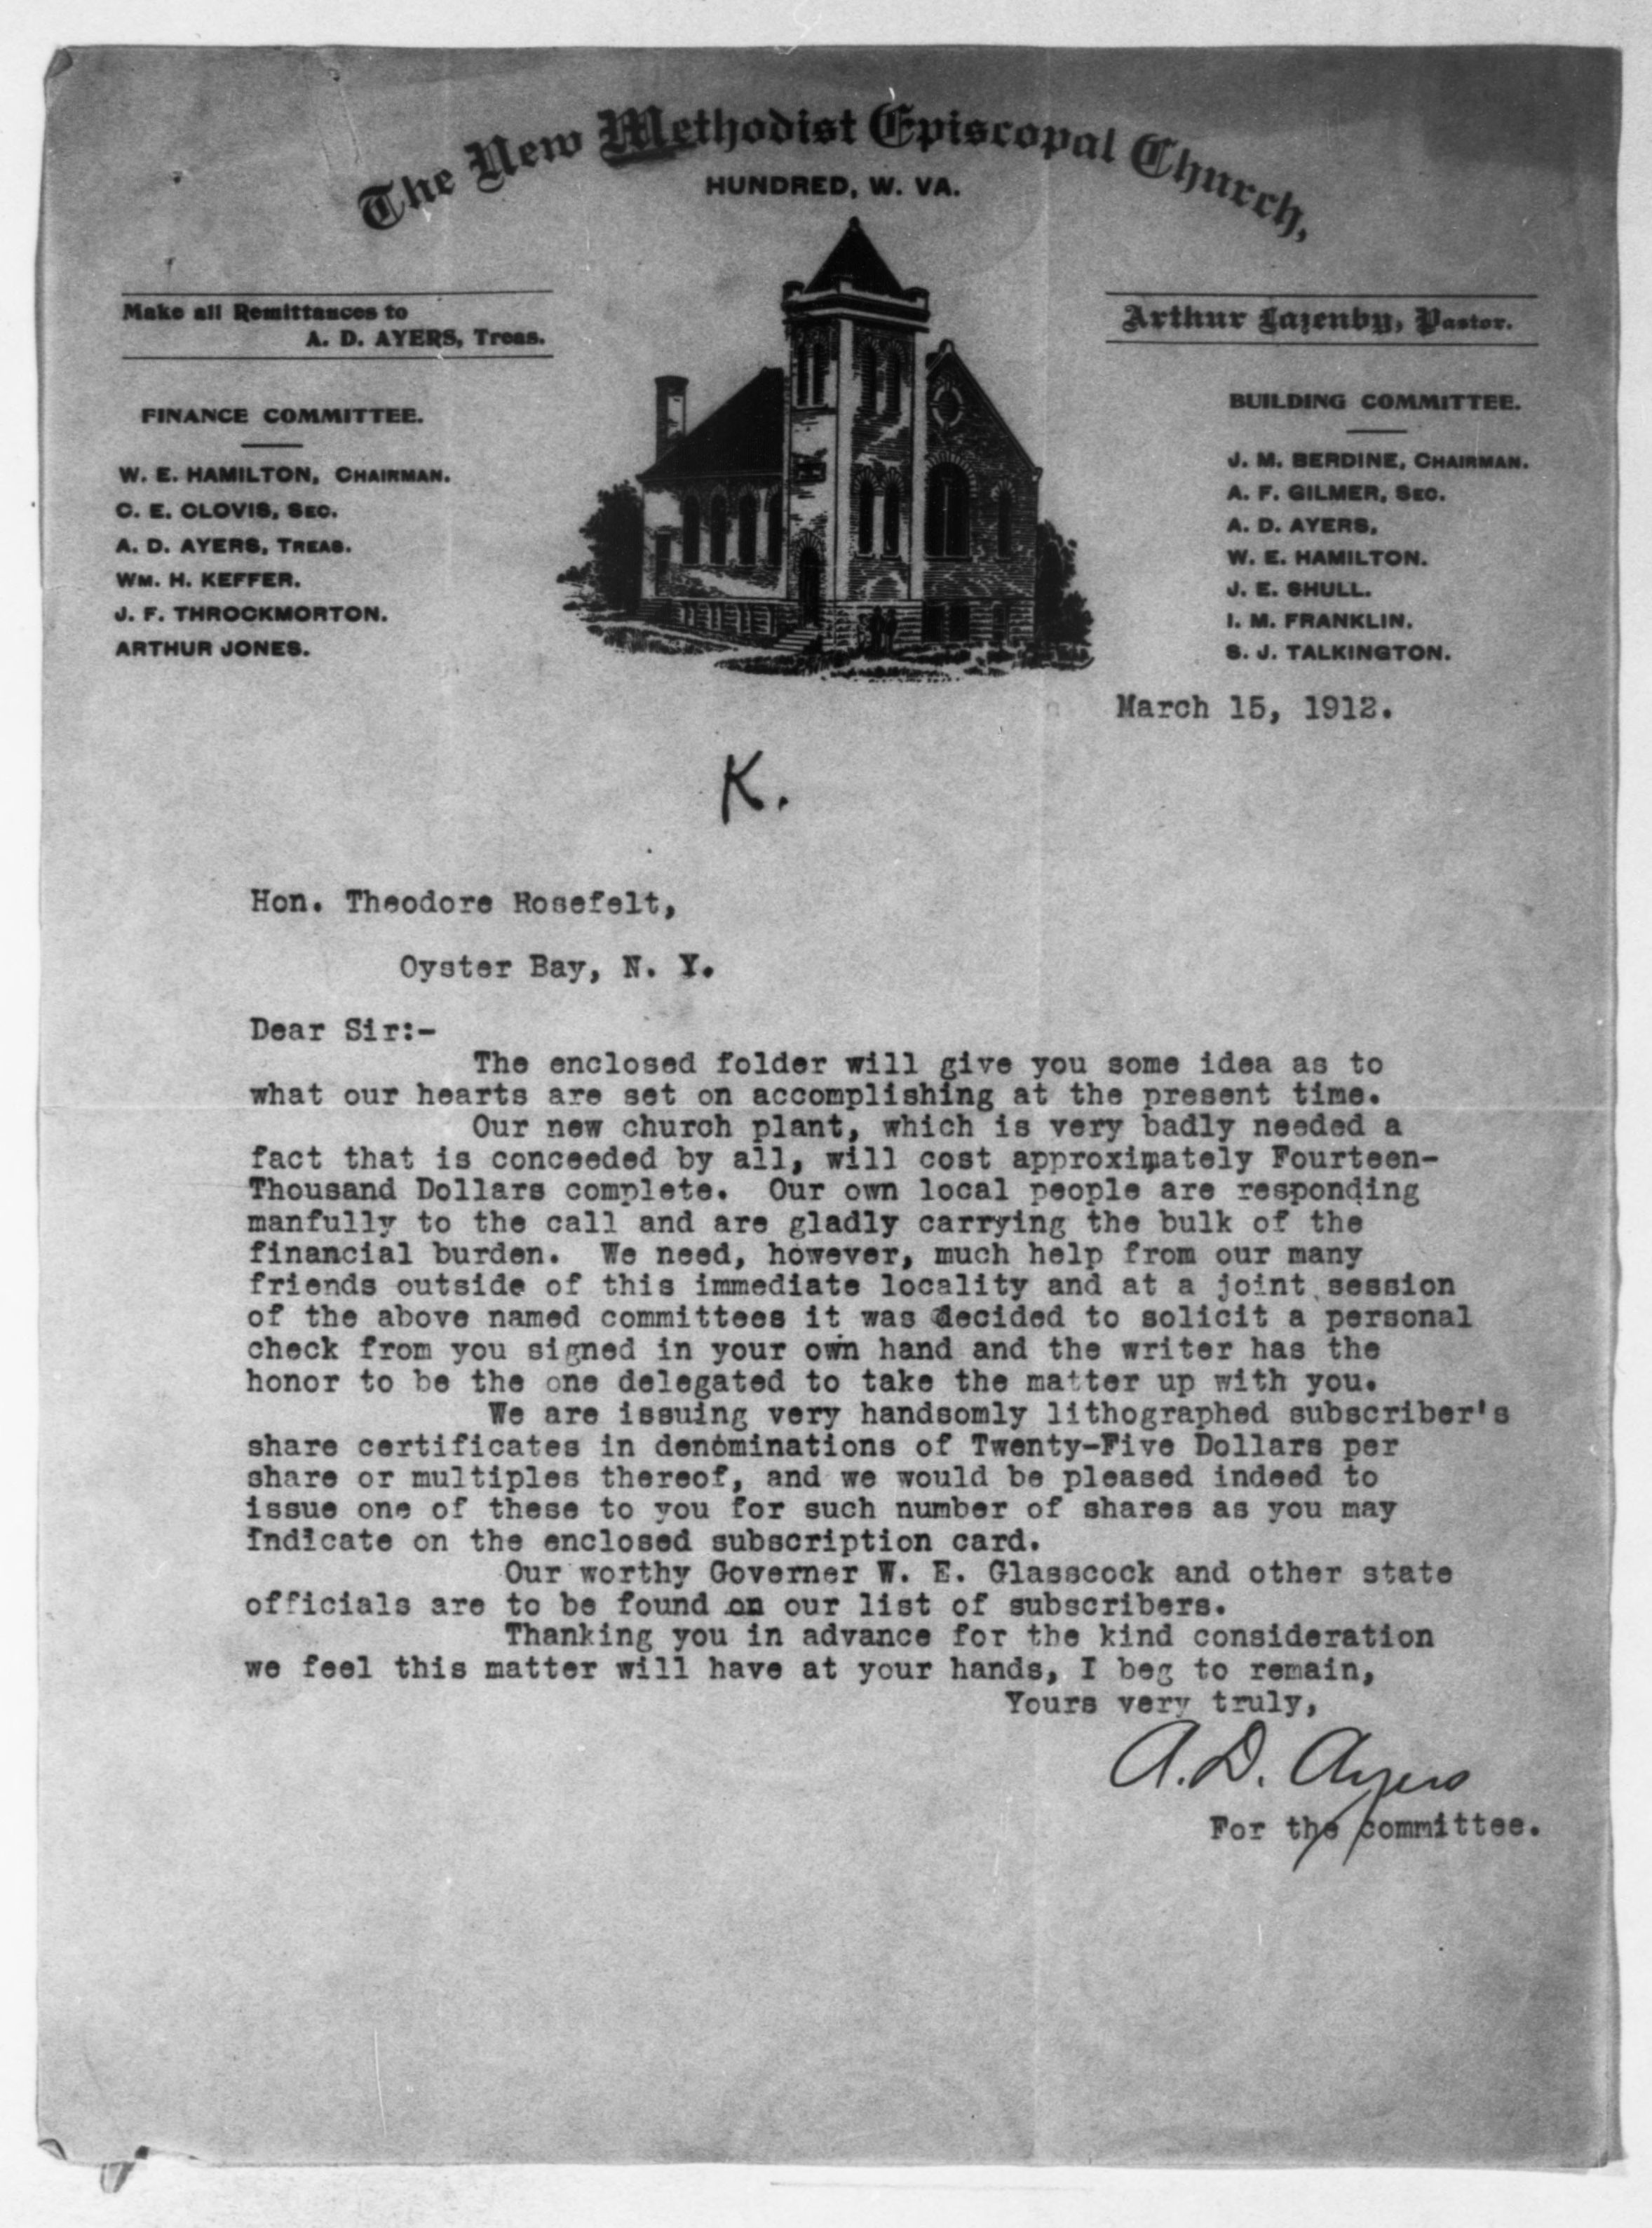 The New Methodist Episcopal Church,
HUNDRED, W. VA.
Make all Remittances to
A. D. AYERS, Treas.
FINANCE COMMITTEE.
W. E. HAMILTON, CHAIRMAN.
C. E. CLOVIS, SEC.
A. D. AYERS, TREAS.
WM. H. KEFFER.
J. F. THROCKMORTON.
ARTHUR JONES.
Arthur Lazenby, Pastor.
BUILDING COMMITTEE.
J. M. BERDINE, CHAIRMAN.
A. F. GILMER, SEC.
A. D. AYERS,
W. E. HAMILTON.
J. E. SHULL.
I. M. FRANKLIN.
S. J. TALKINGTON.
March 15, 1912.
K.
Hon. Theodore Rosefelt,
Oyster Bay, N. Y.
Dear Sir:-
The enclosed folder will give you some idea as to
what our hearts are set on accomplishing at the present time.
Our new church plant, which is very badly needed a
fact that is conceeded by all, will cost approximately Fourteen-
Thousand Dollars complete. Our own local people are responding
manfully to the call and are gladly carrying the bulk of the
financial burden. We need, however, much help from our many
friends outside of this immediate locality and at a joint session
of the above named committees it was decided to solicit a personal
check from you signed in your own hand and the writer has the
honor to be the one delegated to take the matter up with you.
We are issuing very handsomly lithographed subscriber's
share certificates in denominations of Twenty-Five Dollars per
share or multiples thereof, and we would be pleased indeed to
issue one of these to you for such number of shares as you may
indicate on the enclosed subscription card.
Our worthy Governer W. E. Glasscock and other state
officials are to be found on our list of subscribers.
Thanking you in advance for the kind consideration
we feel this matter will have at your hands, I beg to remain,
Yours very truly,
A. D. Ayers
For the committee.